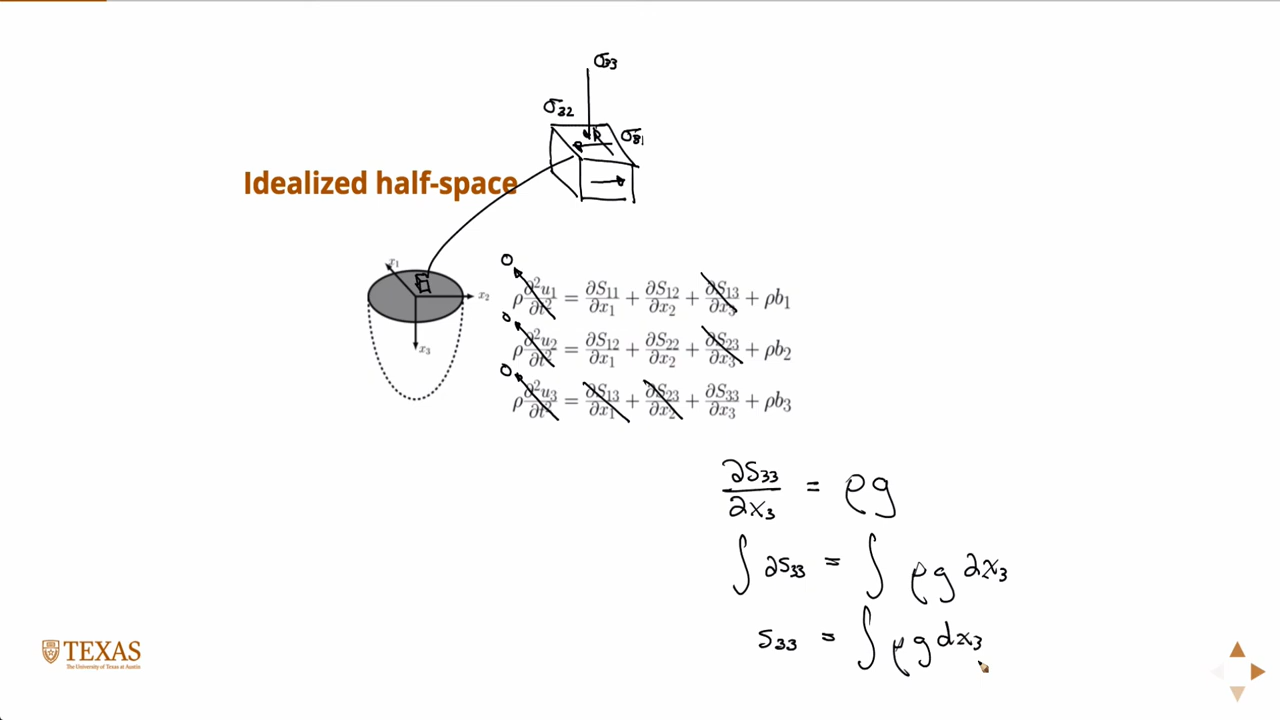 σ33
σ32
σ31
Idealized half-space
x₁
x₂
x₃
0
ρ ∂²u₁/∂t² = ∂S₁₁/∂x₁ + ∂S₁₂/∂x₂ + ∂S₁₃/∂x₃ + ρb₁
0
ρ ∂²u₂/∂t² = ∂S₁₂/∂x₁ + ∂S₂₂/∂x₂ + ∂S₂₃/∂x₃ + ρb₂
0
ρ ∂²u₃/∂t² = ∂S₁₃/∂x₁ + ∂S₂₃/∂x₂ + ∂S₃₃/∂x₃ + ρb₃
∂S₃₃/∂x₃ = ρg
∫ ∂S₃₃ = ∫ ρg ∂x₃
S₃₃ = ∫ ρg dx₃
TEXAS
The University of Texas at Austin